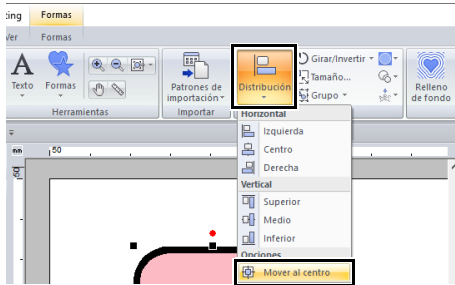 ting Formas
Ver Formas
Texto Formas
Herramientas
Patrones de importación
Importar
Distribución
Girar/Invertir
Tamaño...
Grupo
Relleno de fondo
Horizontal
Izquierda
Centro
Derecha
Vertical
Superior
Medio
Inferior
Opciones
Mover al centro
mm 50